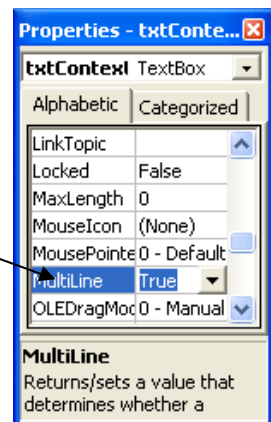 Properties - txtConte...
txtContext TextBox
Alphabetic Categorized
LinkTopic
Locked False
MaxLength 0
MouseIcon (None)
MousePointe 0 - Default
MultiLine True
OLEDragMod 0 - Manual
MultiLine
Returns/sets a value that
determines whether a